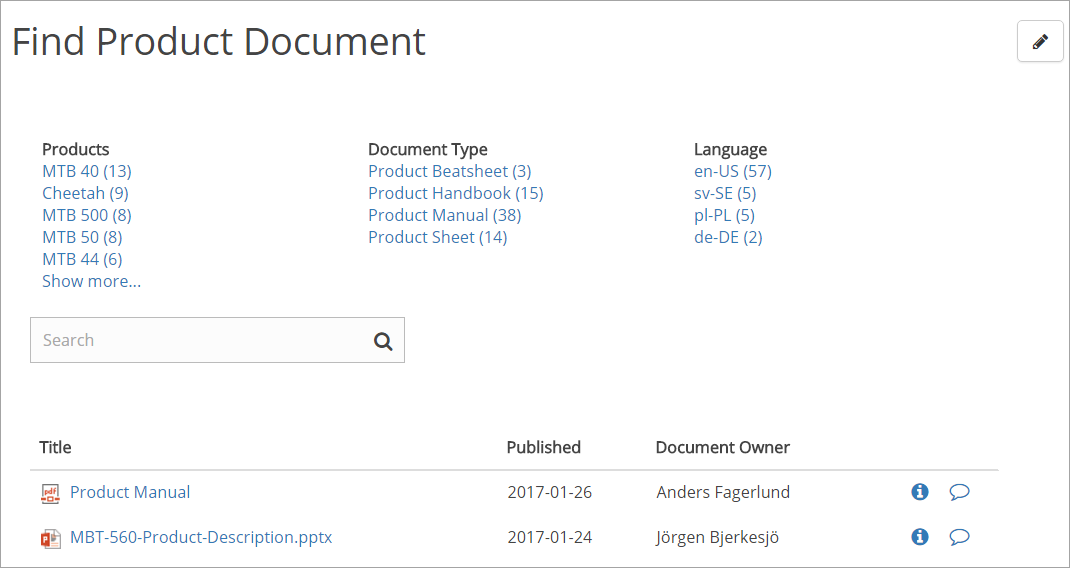 Find Product Document
Products
MTB 40 (13)
Cheetah (9)
MTB 500 (8)
MTB 50 (8)
MTB 44 (6)
Show more...
Document Type
Product Beatsheet (3)
Product Handbook (15)
Product Manual (38)
Product Sheet (14)
Language
en-US (57)
sv-SE (5)
pl-PL (5)
de-DE (2)
Search
Title Published Document Owner
pdf Product Manual 2017-01-26 Anders Fagerlund
MBT-560-Product-Description.pptx 2017-01-24 Jörgen Bjerkesjö